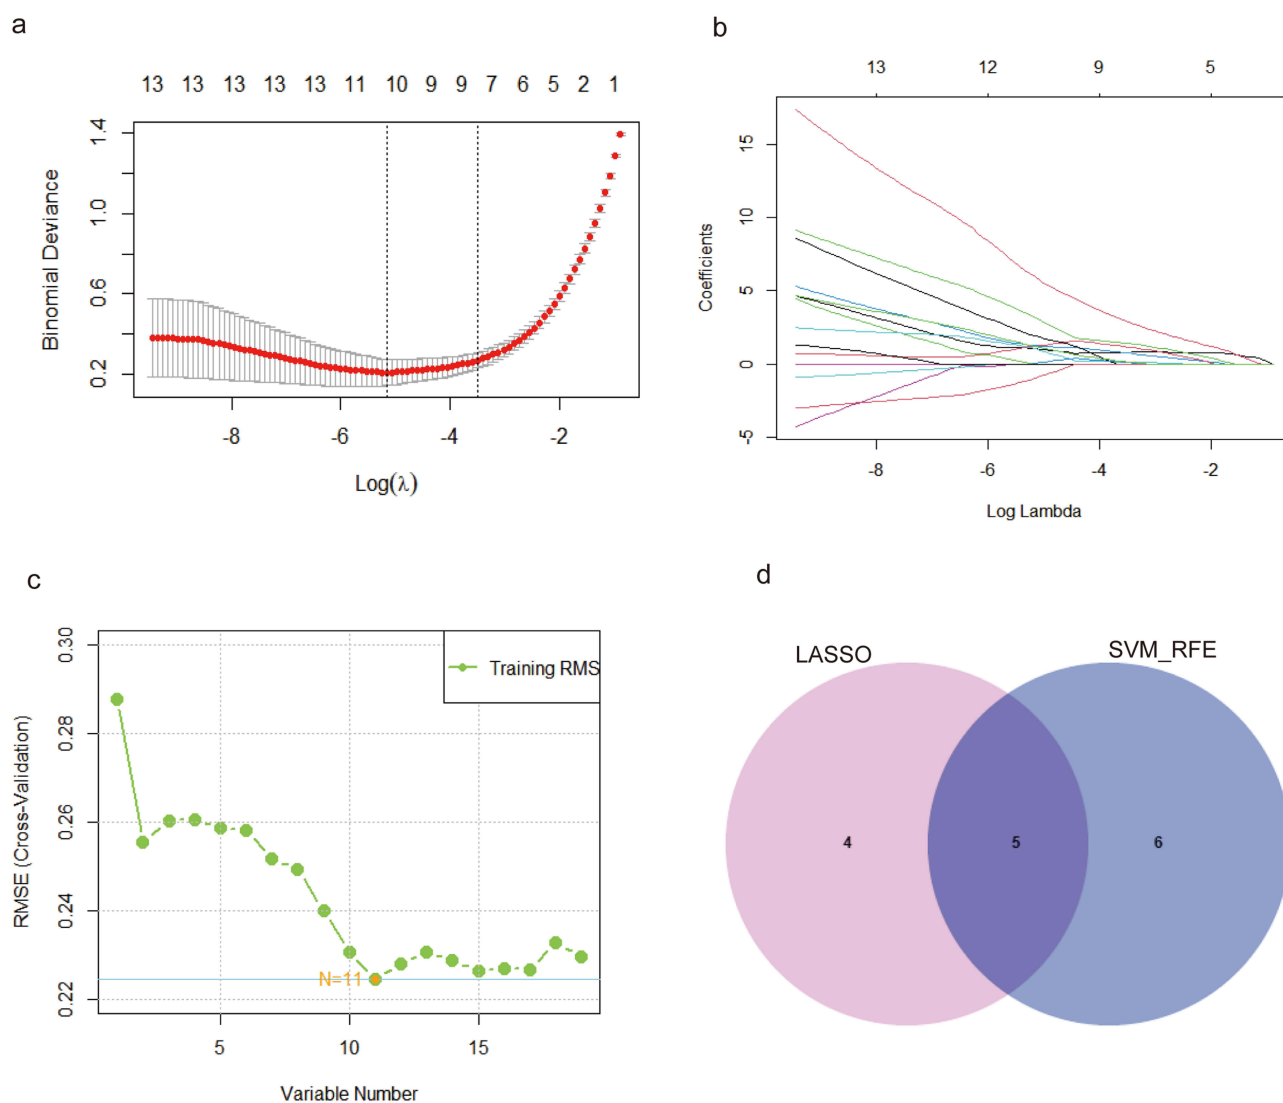 a
13 13 13 13 13 11 10 9 9 7 6 5 2 1
1.4
1.0
0.6
0.2
Binomial Deviance
-8 -6 -4 -2
Log(λ)
b
13 12 9 5
15
10
5
0
-5
Coefficients
-8 -6 -4 -2
Log Lambda
c
0.30
0.28
0.26
0.24
0.22
RMSE (Cross-Validation)
Training RMS
N=11
5 10 15
Variable Number
d
LASSO
SVM_RFE
4 5 6